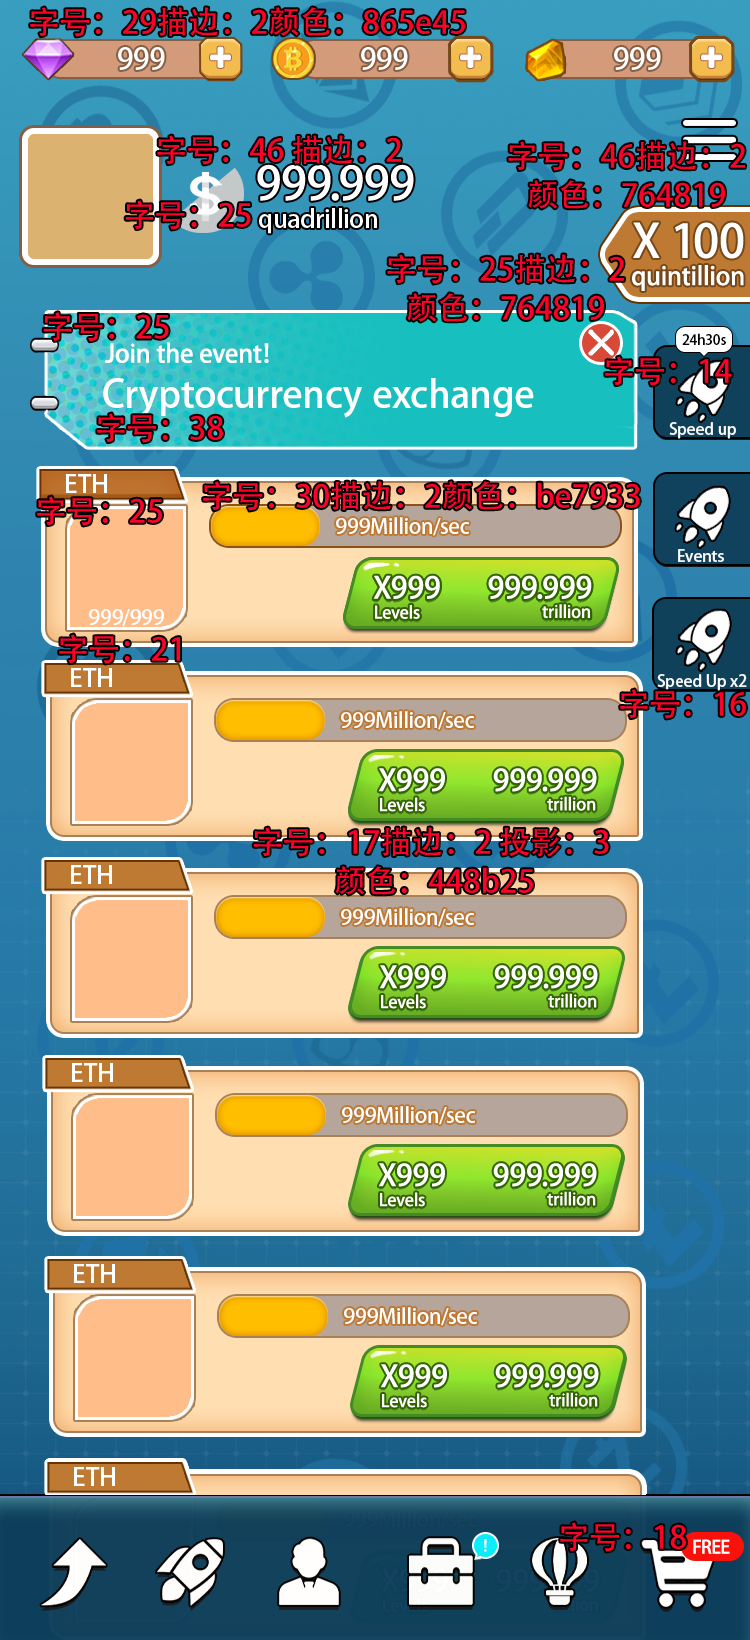 字号：29描边：2颜色：865e45
999
999
999
字号：46 描边：2
字号：46描边：2
999.999
颜色：764819
字号：25
quadrillion
X 100
字号：25描边：2
quintillion
颜色：764819
字号：25
24h30s
Join the event!
字号：14
Cryptocurrency exchange
字号：38
Speed up
ETH
字号：30描边：2颜色：be7933
字号：25
999Million/sec
Events
X999
999.999
999/999
Levels
trillion
字号：21
ETH
Speed Up x2
字号：16
999Million/sec
X999
999.999
Levels
trillion
字号：17描边：2 投影：3
ETH
颜色：448b25
999Million/sec
X999
999.999
Levels
trillion
ETH
999Million/sec
X999
999.999
Levels
trillion
ETH
999Million/sec
X999
999.999
Levels
trillion
ETH
字号：18
FREE
!